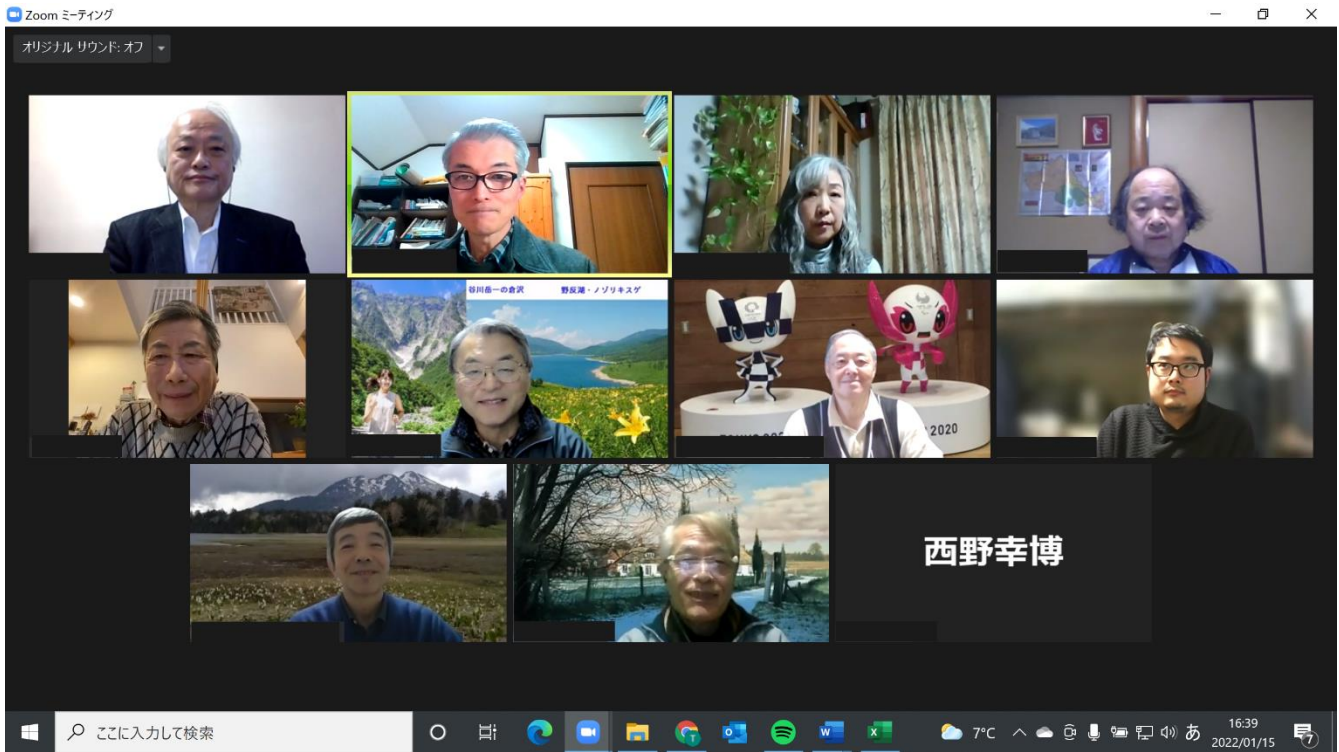 Zoom ミーティング
オリジナル サウンド: オフ
谷川岳一の倉沢
野反湖・ノゾリキスゲ
2020
西野幸博
ここに入力して検索
7°C
あ
16:39
2022/01/15
7